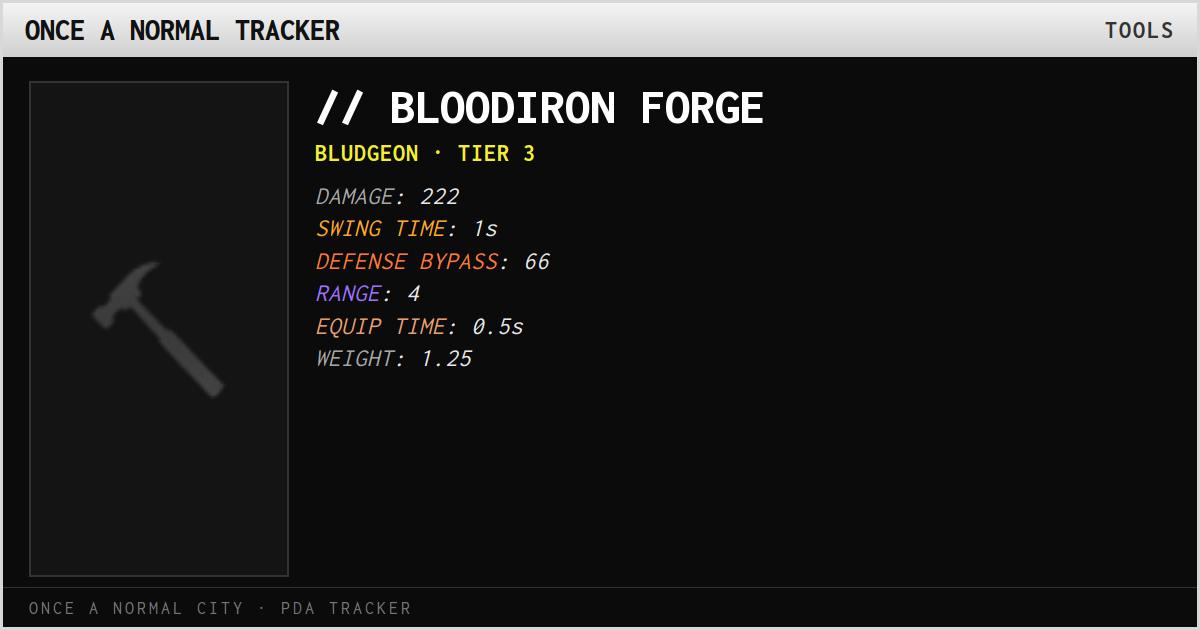 ONCE A NORMAL TRACKER
TOOLS
// BLOODIRON FORGE
BLUDGEON · TIER 3
DAMAGE: 222
SWING TIME: 1s
DEFENSE BYPASS: 66
RANGE: 4
EQUIP TIME: 0.5s
WEIGHT: 1.25
ONCE A NORMAL CITY · PDA TRACKER